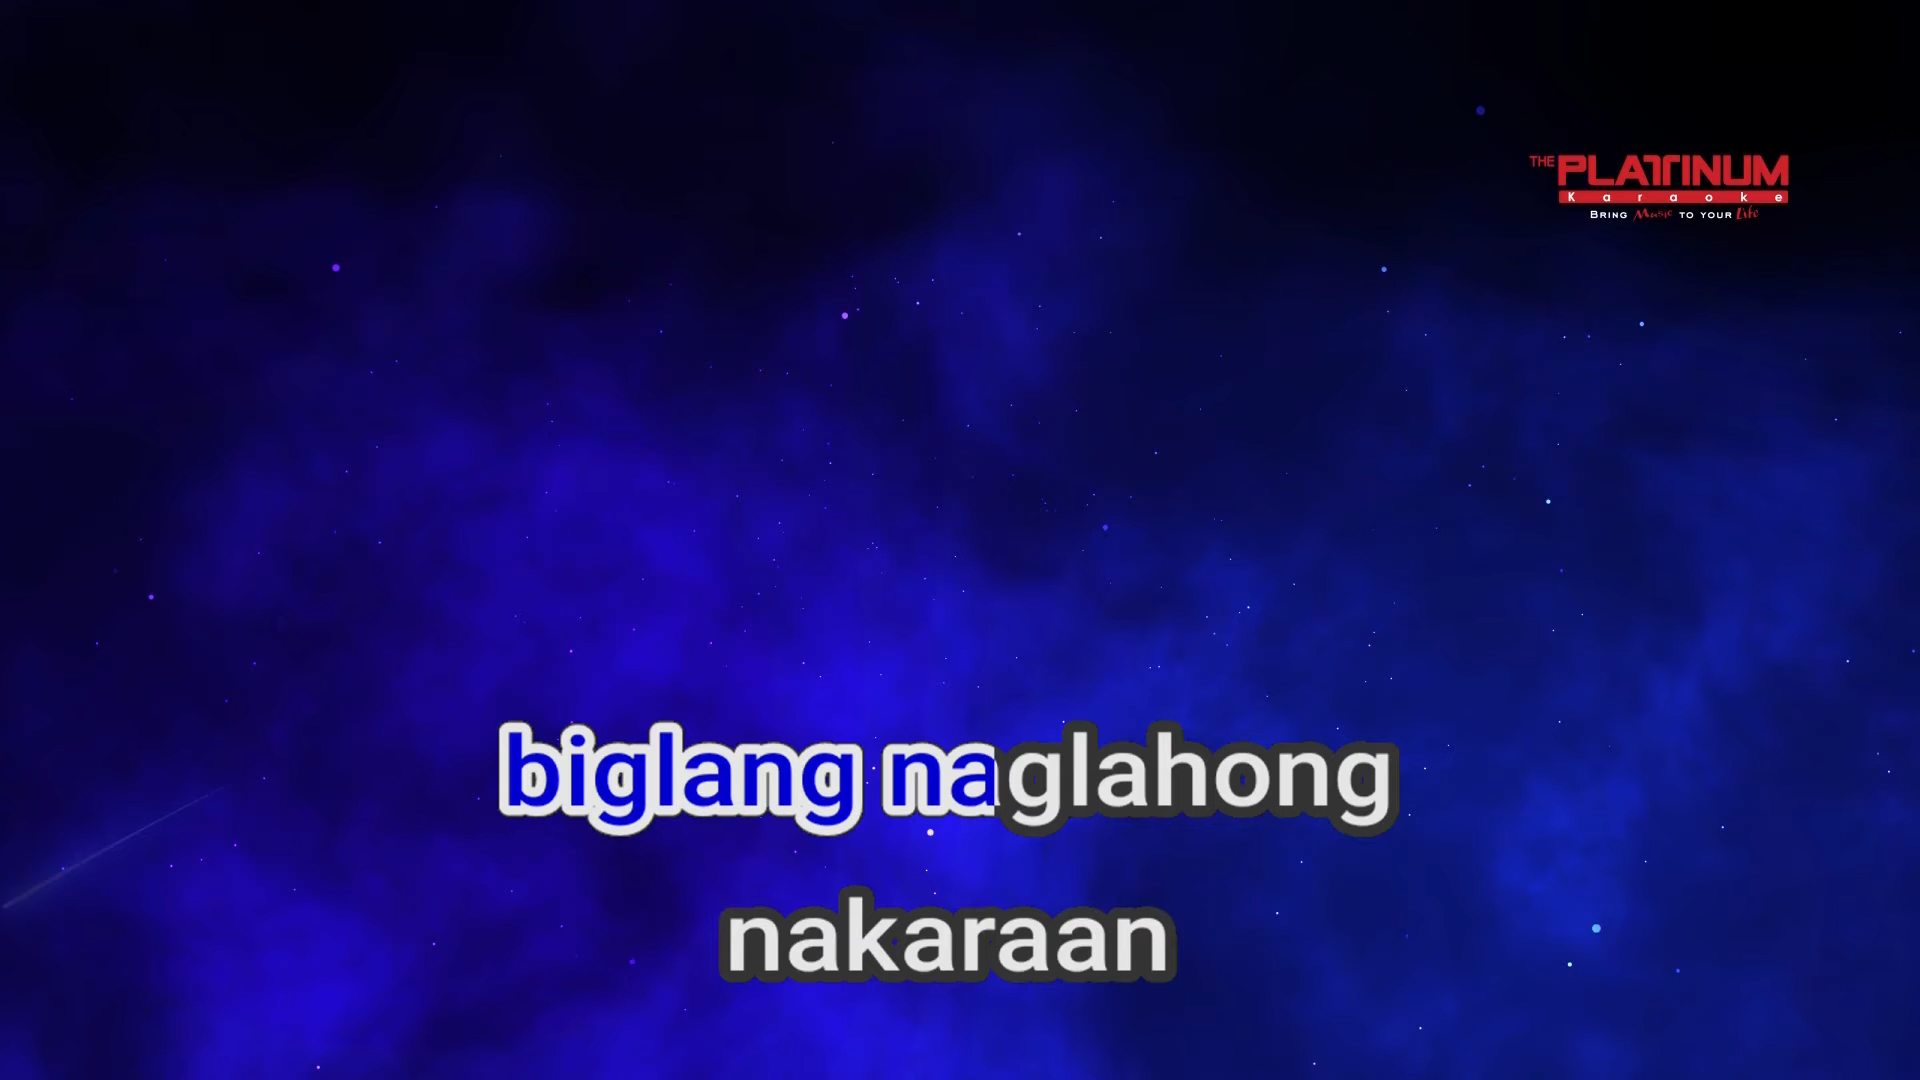 THE PLATINUM
Karaoke
BRING Music TO YOUR Life
biglang naglahong
nakaraan